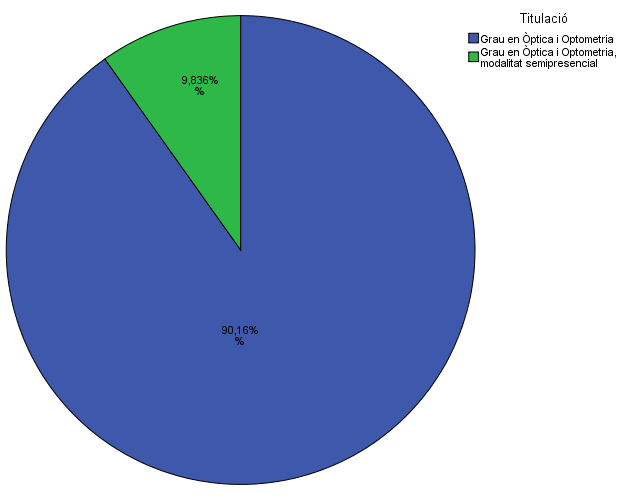 Titulació
Grau en Òptica i Optometria
Grau en Òptica i Optometria,
modalitat semipresencial
9,836%
%
90,16%
%